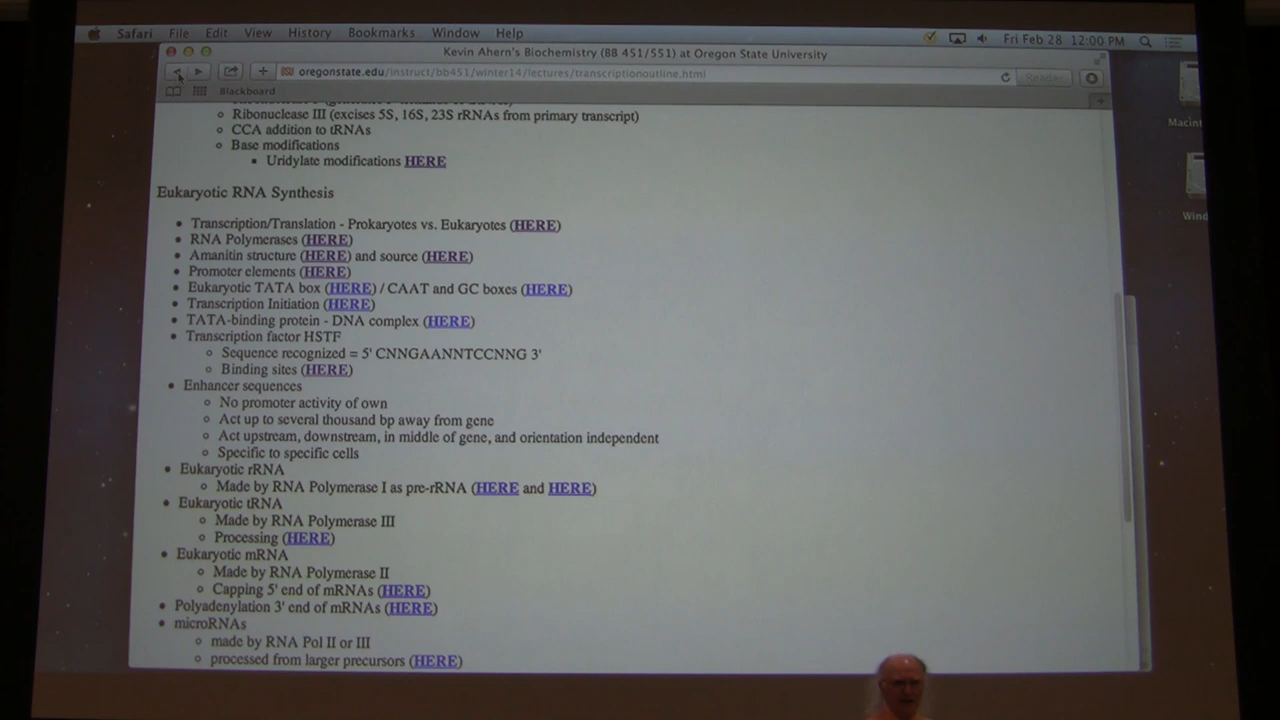 Safari File Edit View History Bookmarks Window Help Fri Feb 28 12:00 PM
Kevin Ahern's Biochemistry (BB 451/551) at Oregon State University
oregonstate.edu/instruct/bb451/winter14/lectures/transcriptionoutline.html Reader
Blackboard
Ribonuclease III (excises 5S, 16S, 23S rRNAs from primary transcript)
CCA addition to tRNAs
Base modifications
Uridylate modifications HERE
Eukaryotic RNA Synthesis
Transcription/Translation - Prokaryotes vs. Eukaryotes (HERE)
RNA Polymerases (HERE)
Amanitin structure (HERE) and source (HERE)
Promoter elements (HERE)
Eukaryotic TATA box (HERE) / CAAT and GC boxes (HERE)
Transcription Initiation (HERE)
TATA-binding protein - DNA complex (HERE)
Transcription factor HSTF
Sequence recognized = 5' CNNGAANNTCCNNG 3'
Binding sites (HERE)
Enhancer sequences
No promoter activity of own
Act up to several thousand bp away from gene
Act upstream, downstream, in middle of gene, and orientation independent
Specific to specific cells
Eukaryotic rRNA
Made by RNA Polymerase I as pre-rRNA (HERE and HERE)
Eukaryotic tRNA
Made by RNA Polymerase III
Processing (HERE)
Eukaryotic mRNA
Made by RNA Polymerase II
Capping 5' end of mRNAs (HERE)
Polyadenylation 3' end of mRNAs (HERE)
microRNAs
made by RNA Pol II or III
processed from larger precursors (HERE)
Macint
Wind